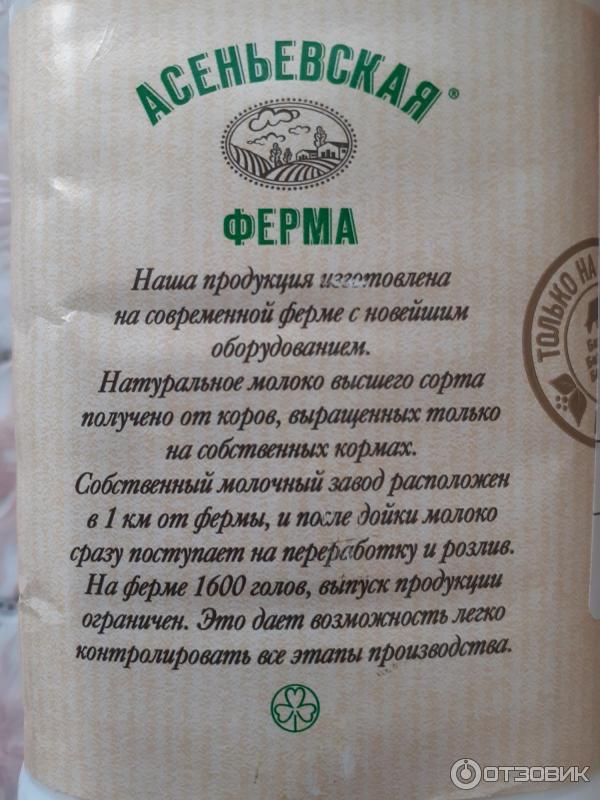 АСЕНЬЕВСКАЯ®
ФЕРМА
Наша продукция изготовлена
на современной ферме с новейшим
оборудованием.
Натуральное молоко высшего сорта
получено от коров, выращенных только
на собственных кормах.
Собственный молочный завод расположен
в 1 км от фермы, и после дойки молоко
сразу поступает на переработку и розлив.
На ферме 1600 голов, выпуск продукции
ограничен. Это дает возможность легко
контролировать все этапы производства.
ТОЛЬКО НА
ОТЗОВИК